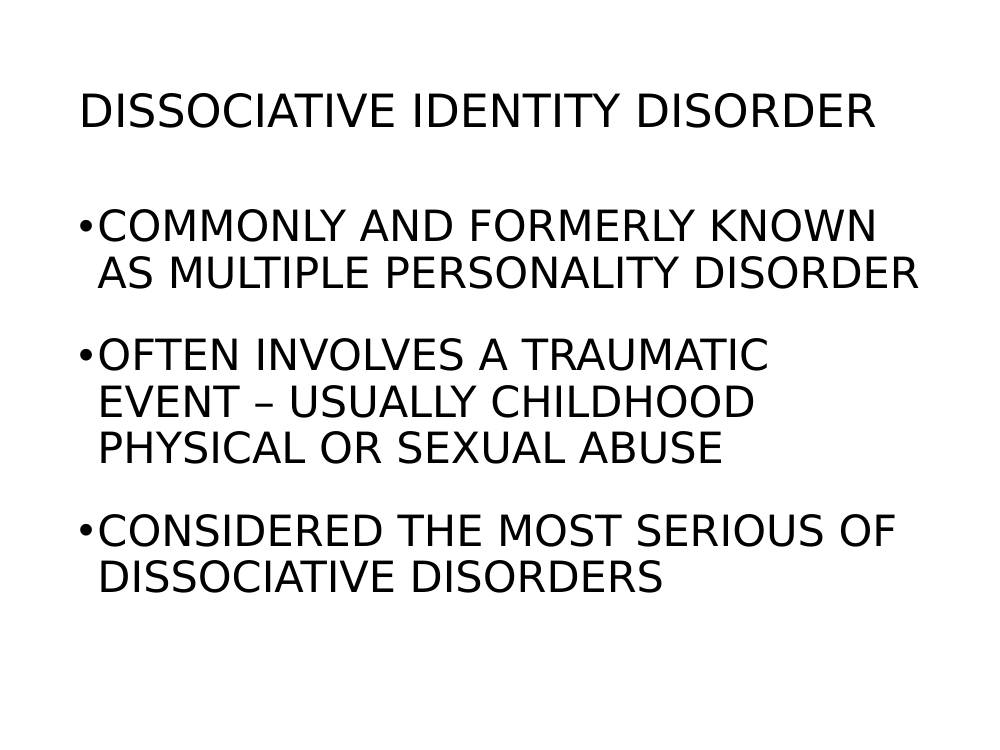 DISSOCIATIVE IDENTITY DISORDER
•COMMONLY AND FORMERLY KNOWN
AS MULTIPLE PERSONALITY DISORDER
•OFTEN INVOLVES A TRAUMATIC
EVENT – USUALLY CHILDHOOD
PHYSICAL OR SEXUAL ABUSE
•CONSIDERED THE MOST SERIOUS OF
DISSOCIATIVE DISORDERS